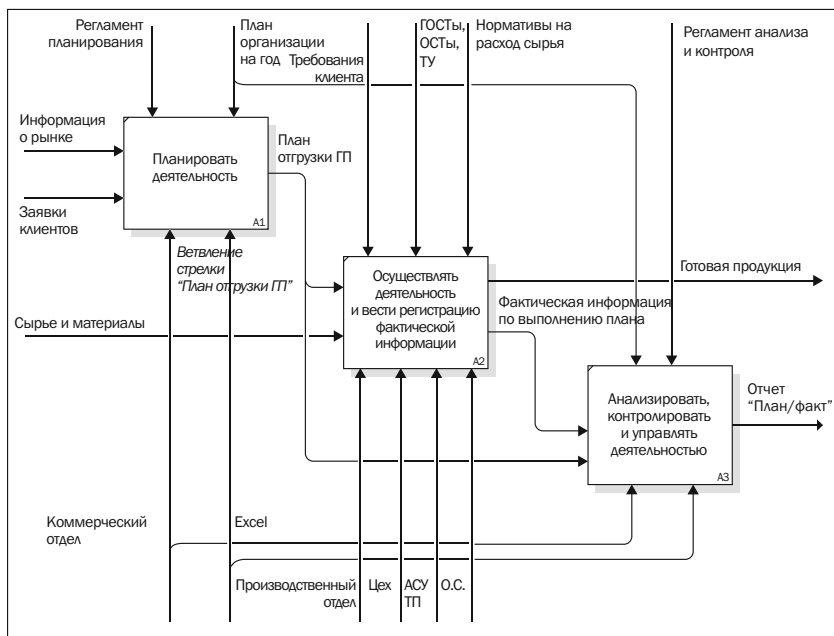 Регламент
планирования
План
организации
на год
Требования
клиента
ГОСТы,
ОСТы,
ТУ
Нормативы на
расход сырья
Регламент анализа
и контроля
Информация
о рынке
Планировать
деятельность
A1
План
отгрузки ГП
Заявки
клиентов
Ветвление
стрелки
“План отгрузки ГП”
Осуществлять
деятельность
и вести регистрацию
фактической
информации
A2
Готовая продукция
Фактическая информация
по выполнению плана
Сырье и материалы
Анализировать,
контролировать
и управлять
деятельностью
A3
Отчет
“План/факт”
Коммерческий
отдел
Excel
Производственный
отдел
Цех
АСУ
ТП
О.С.